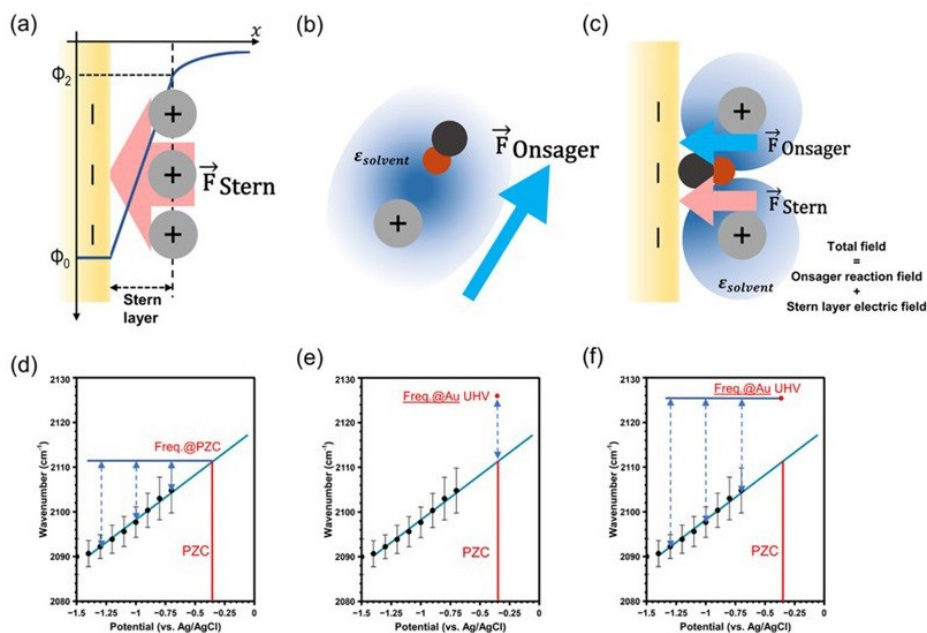 (a)
x
Φ2
F Stern
Φ0
Stern
layer
(b)
εsolvent
F Onsager
(c)
F Onsager
F Stern
εsolvent
Total field
=
Onsager reaction field
+
Stern layer electric field
(d)
2130
2120
2110
2100
2090
2080
Wavenumber (cm⁻¹)
Freq.@PZC
PZC
−1.5 −1.25 −1 −0.75 −0.5 −0.25 0
Potential (vs. Ag/AgCl)
(e)
2130
2120
2110
2100
2090
2080
Wavenumber (cm⁻¹)
Freq.@Au UHV
PZC
−1.5 −1.25 −1 −0.75 −0.5 −0.25 0
Potential (vs. Ag/AgCl)
(f)
2130
2120
2110
2100
2090
2080
Wavenumber (cm⁻¹)
Freq.@Au UHV
PZC
−1.5 −1.25 −1 −0.75 −0.5 −0.25 0
Potential (vs. Ag/AgCl)